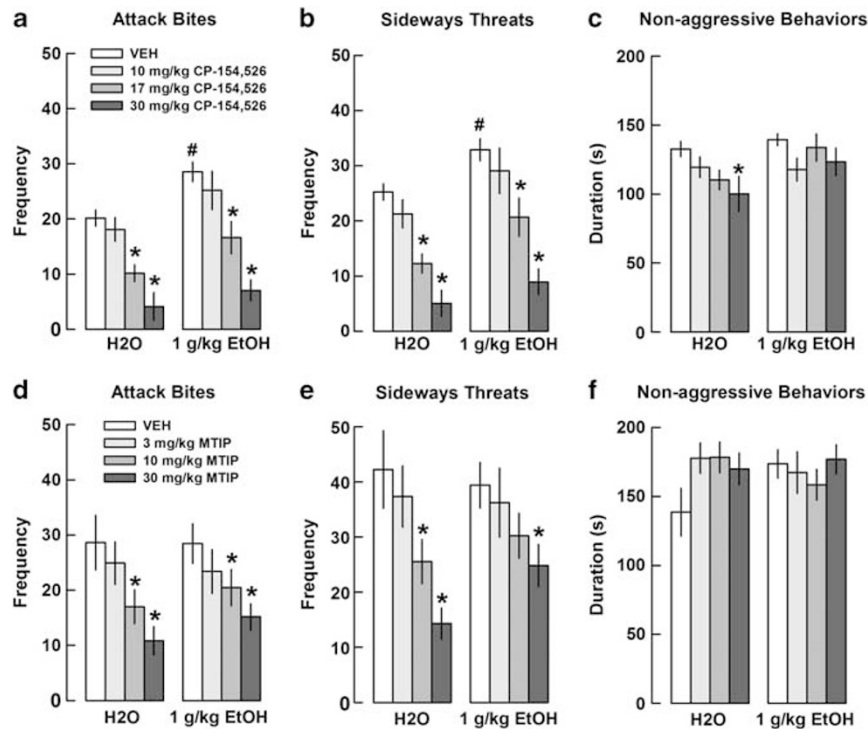 a Attack Bites
50
40
30
20
10
0
Frequency
VEH
10 mg/kg CP-154,526
17 mg/kg CP-154,526
30 mg/kg CP-154,526
#
*
*
*
*
H2O 1 g/kg EtOH
b Sideways Threats
50
40
30
20
10
0
Frequency
#
*
*
*
*
H2O 1 g/kg EtOH
c Non-aggressive Behaviors
200
150
100
50
0
Duration (s)
*
H2O 1 g/kg EtOH
d Attack Bites
50
40
30
20
10
0
Frequency
VEH
3 mg/kg MTIP
10 mg/kg MTIP
30 mg/kg MTIP
*
*
*
*
H2O 1 g/kg EtOH
e Sideways Threats
50
40
30
20
10
0
Frequency
*
*
*
H2O 1 g/kg EtOH
f Non-aggressive Behaviors
200
150
100
50
0
Duration (s)
H2O 1 g/kg EtOH